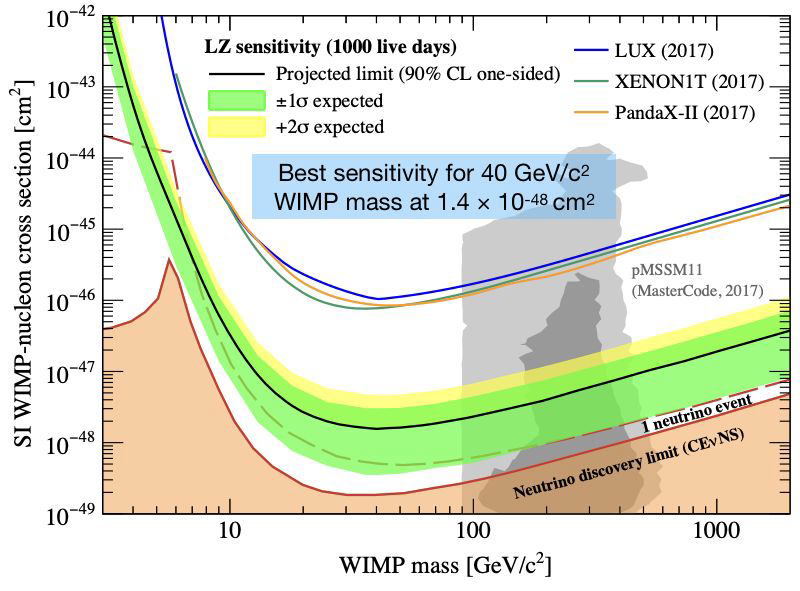 10⁻⁴²
10⁻⁴³
10⁻⁴⁴
10⁻⁴⁵
10⁻⁴⁶
10⁻⁴⁷
10⁻⁴⁸
10⁻⁴⁹
SI WIMP-nucleon cross section [cm²]
LZ sensitivity (1000 live days)
Projected limit (90% CL one-sided)
±1σ expected
+2σ expected
LUX (2017)
XENON1T (2017)
PandaX-II (2017)
Best sensitivity for 40 GeV/c²
WIMP mass at 1.4 × 10⁻⁴⁸ cm²
pMSSM11
(MasterCode, 2017)
1 neutrino event
Neutrino discovery limit (CEνNS)
10
100
1000
WIMP mass [GeV/c²]